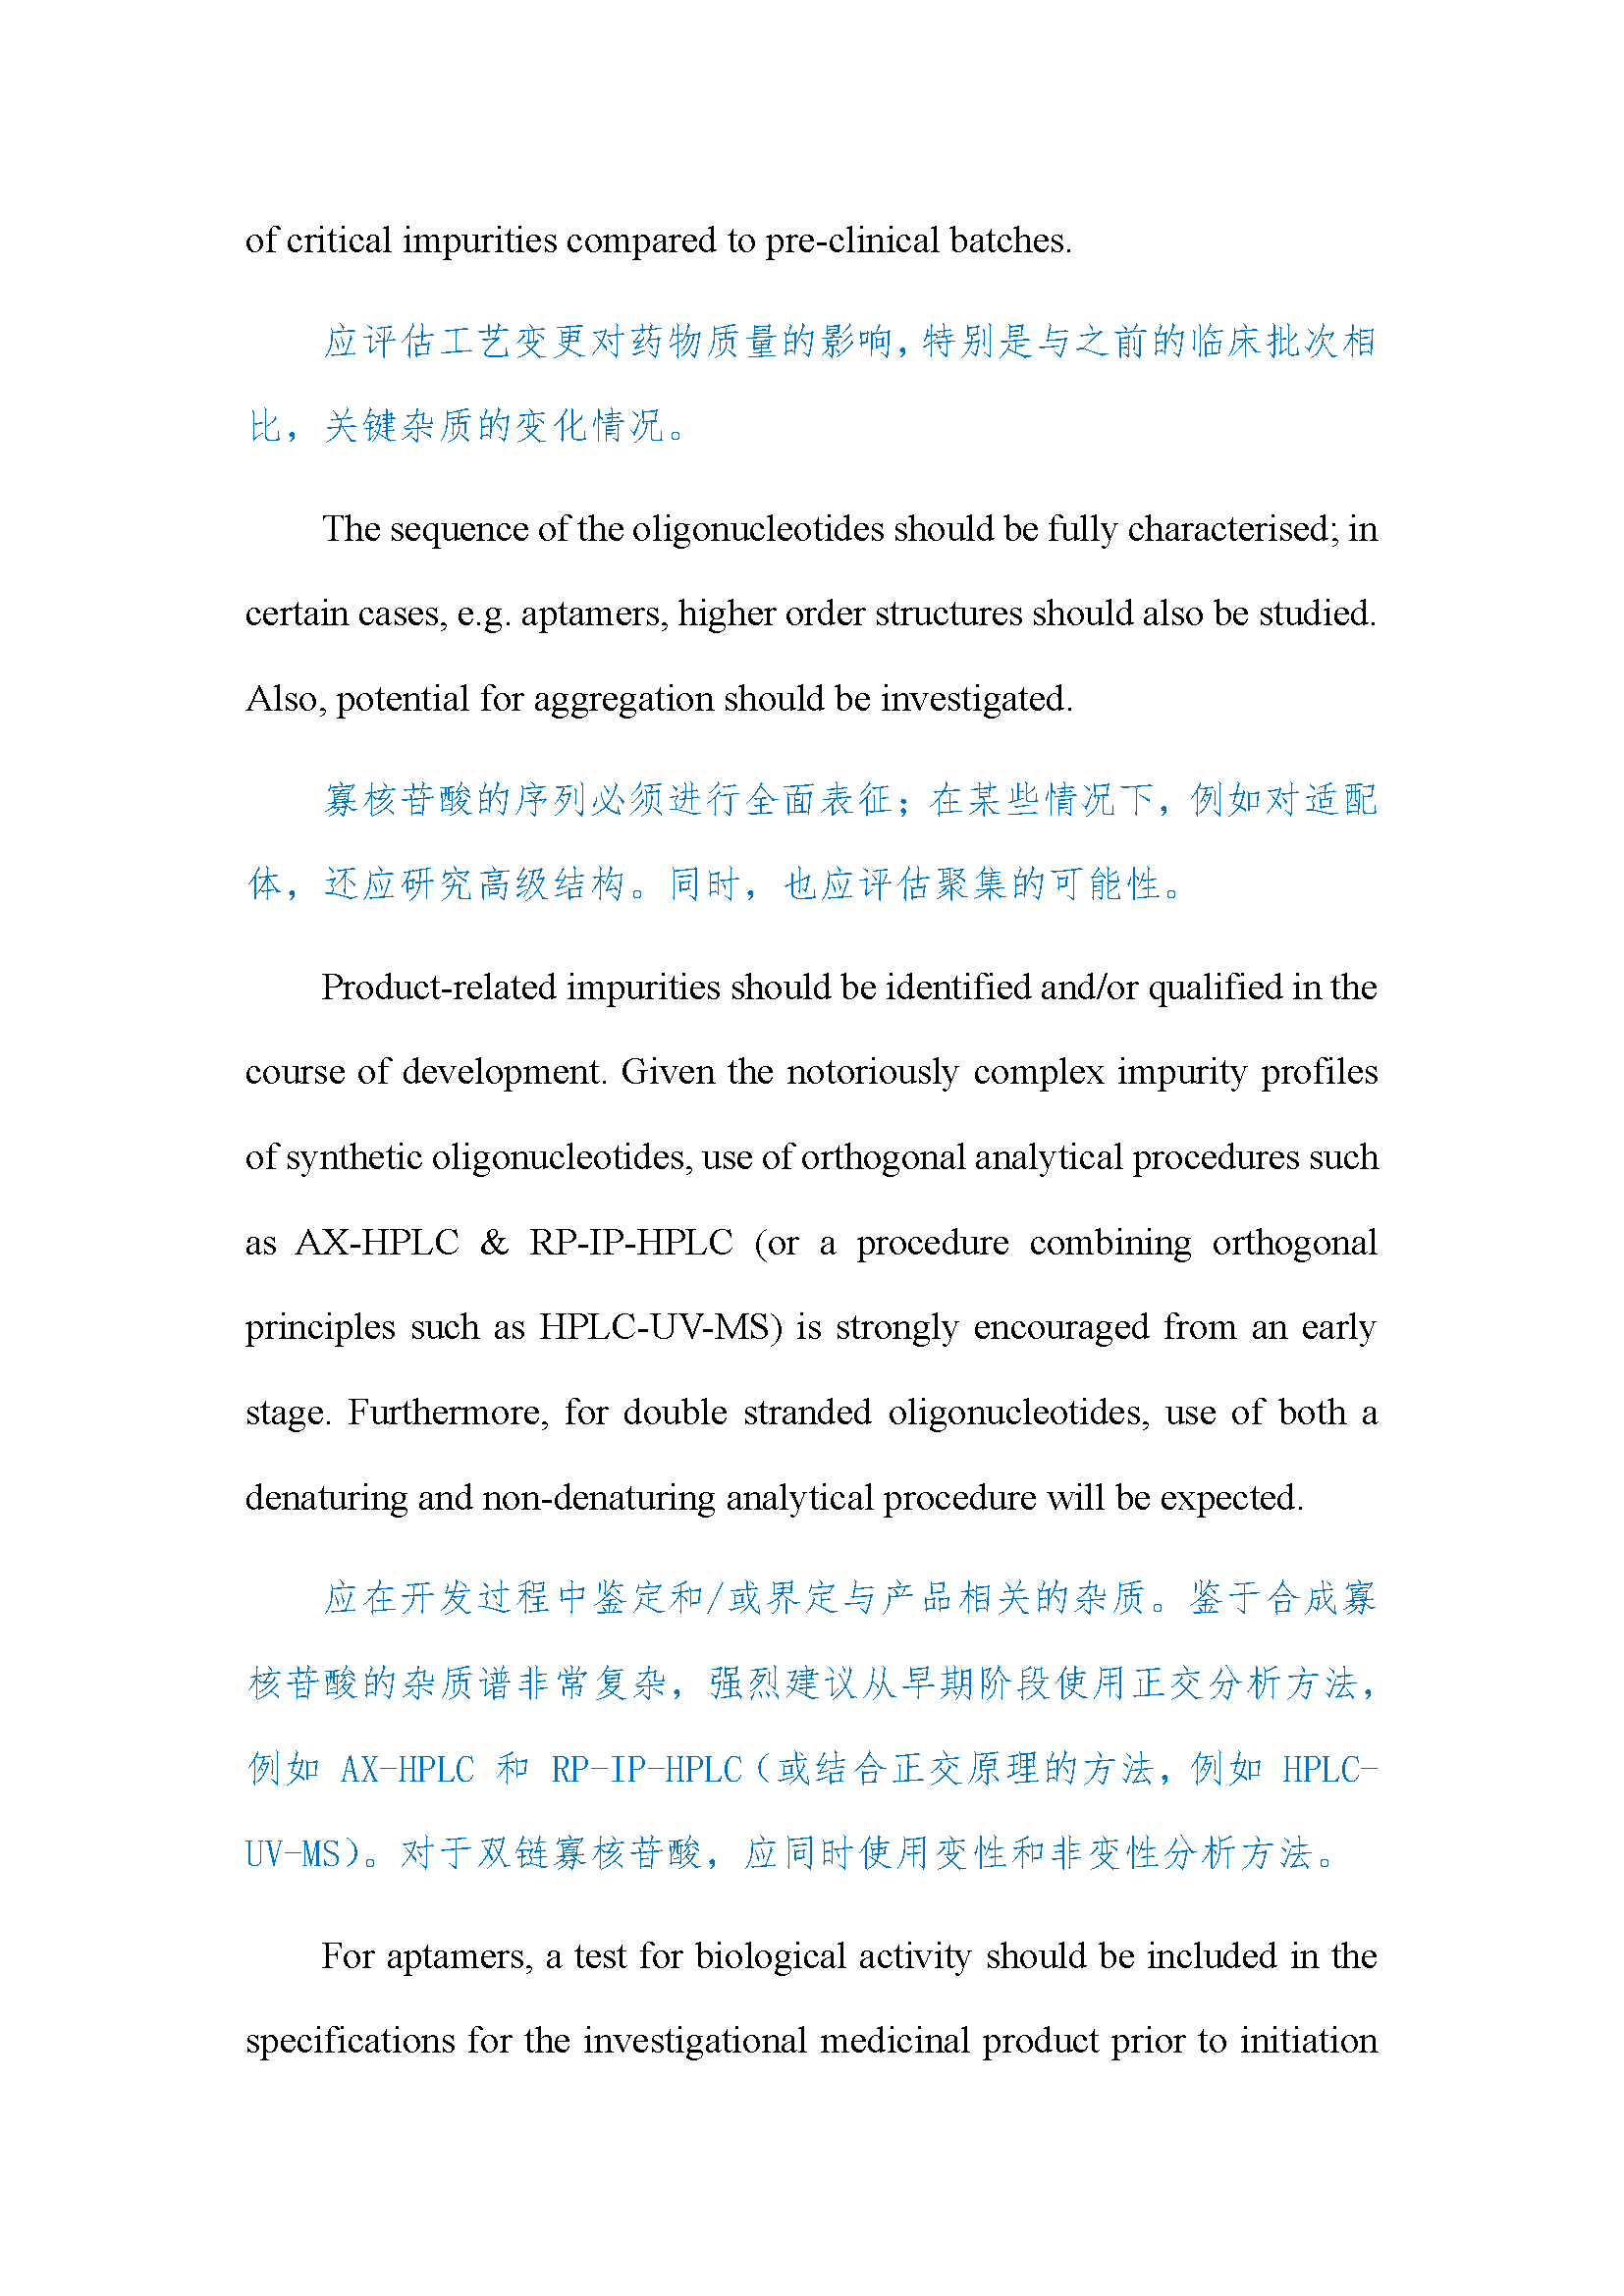 of critical impurities compared to pre-clinical batches.
应评估工艺变更对药物质量的影响，特别是与之前的临床批次相
比，关键杂质的变化情况。
The sequence of the oligonucleotides should be fully characterised; in
certain cases, e.g. aptamers, higher order structures should also be studied.
Also, potential for aggregation should be investigated.
寡核苷酸的序列必须进行全面表征；在某些情况下，例如对适配
体，还应研究高级结构。同时，也应评估聚集的可能性。
Product-related impurities should be identified and/or qualified in the
course of development. Given the notoriously complex impurity profiles
of synthetic oligonucleotides, use of orthogonal analytical procedures such
as AX-HPLC & RP-IP-HPLC (or a procedure combining orthogonal
principles such as HPLC-UV-MS) is strongly encouraged from an early
stage. Furthermore, for double stranded oligonucleotides, use of both a
denaturing and non-denaturing analytical procedure will be expected.
应在开发过程中鉴定和/或界定与产品相关的杂质。鉴于合成寡
核苷酸的杂质谱非常复杂，强烈建议从早期阶段使用正交分析方法，
例如 AX-HPLC 和 RP-IP-HPLC（或结合正交原理的方法，例如 HPLC-
UV-MS）。对于双链寡核苷酸，应同时使用变性和非变性分析方法。
For aptamers, a test for biological activity should be included in the
specifications for the investigational medicinal product prior to initiation